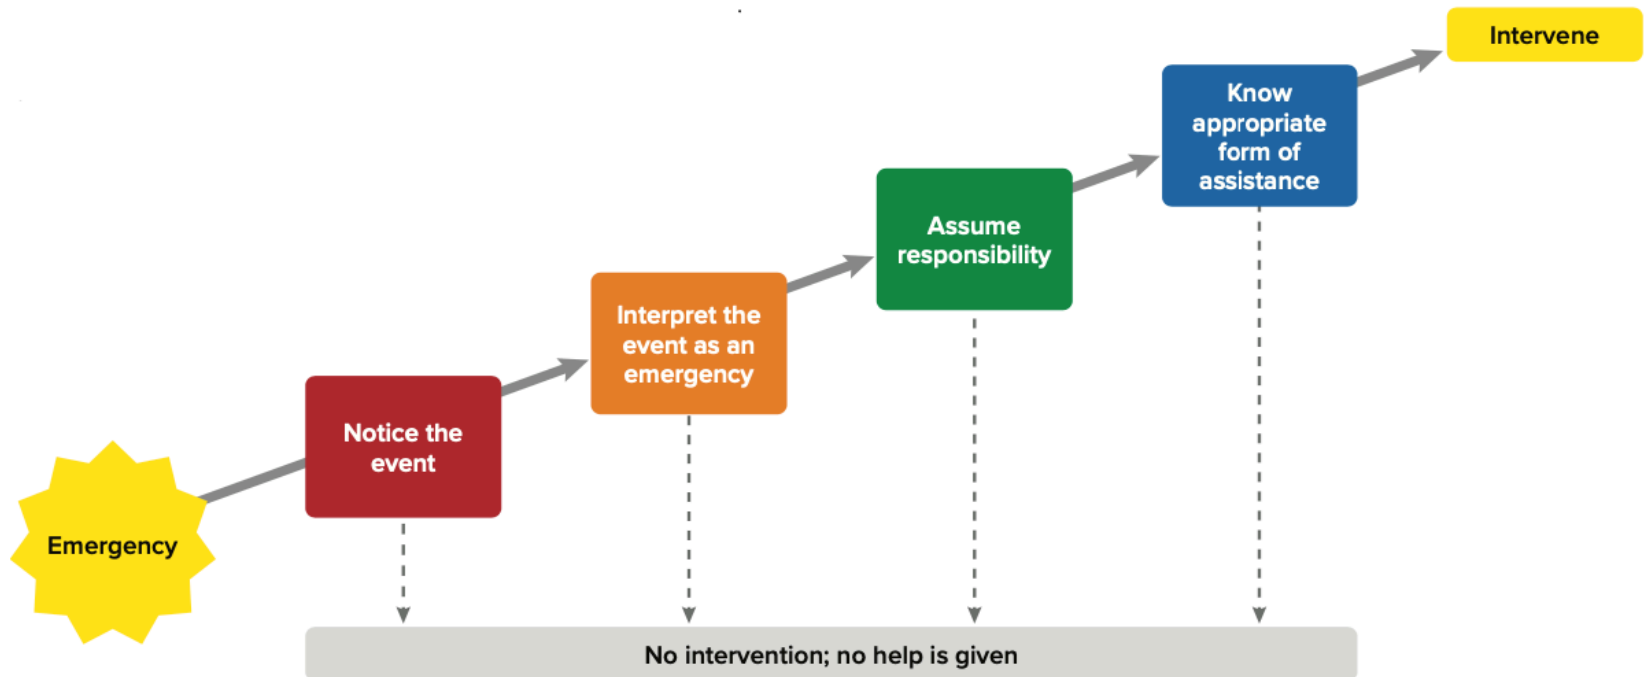 Emergency
Notice the
event
Interpret the
event as an
emergency
Assume
responsibility
Know
appropriate
form of
assistance
Intervene
No intervention; no help is given